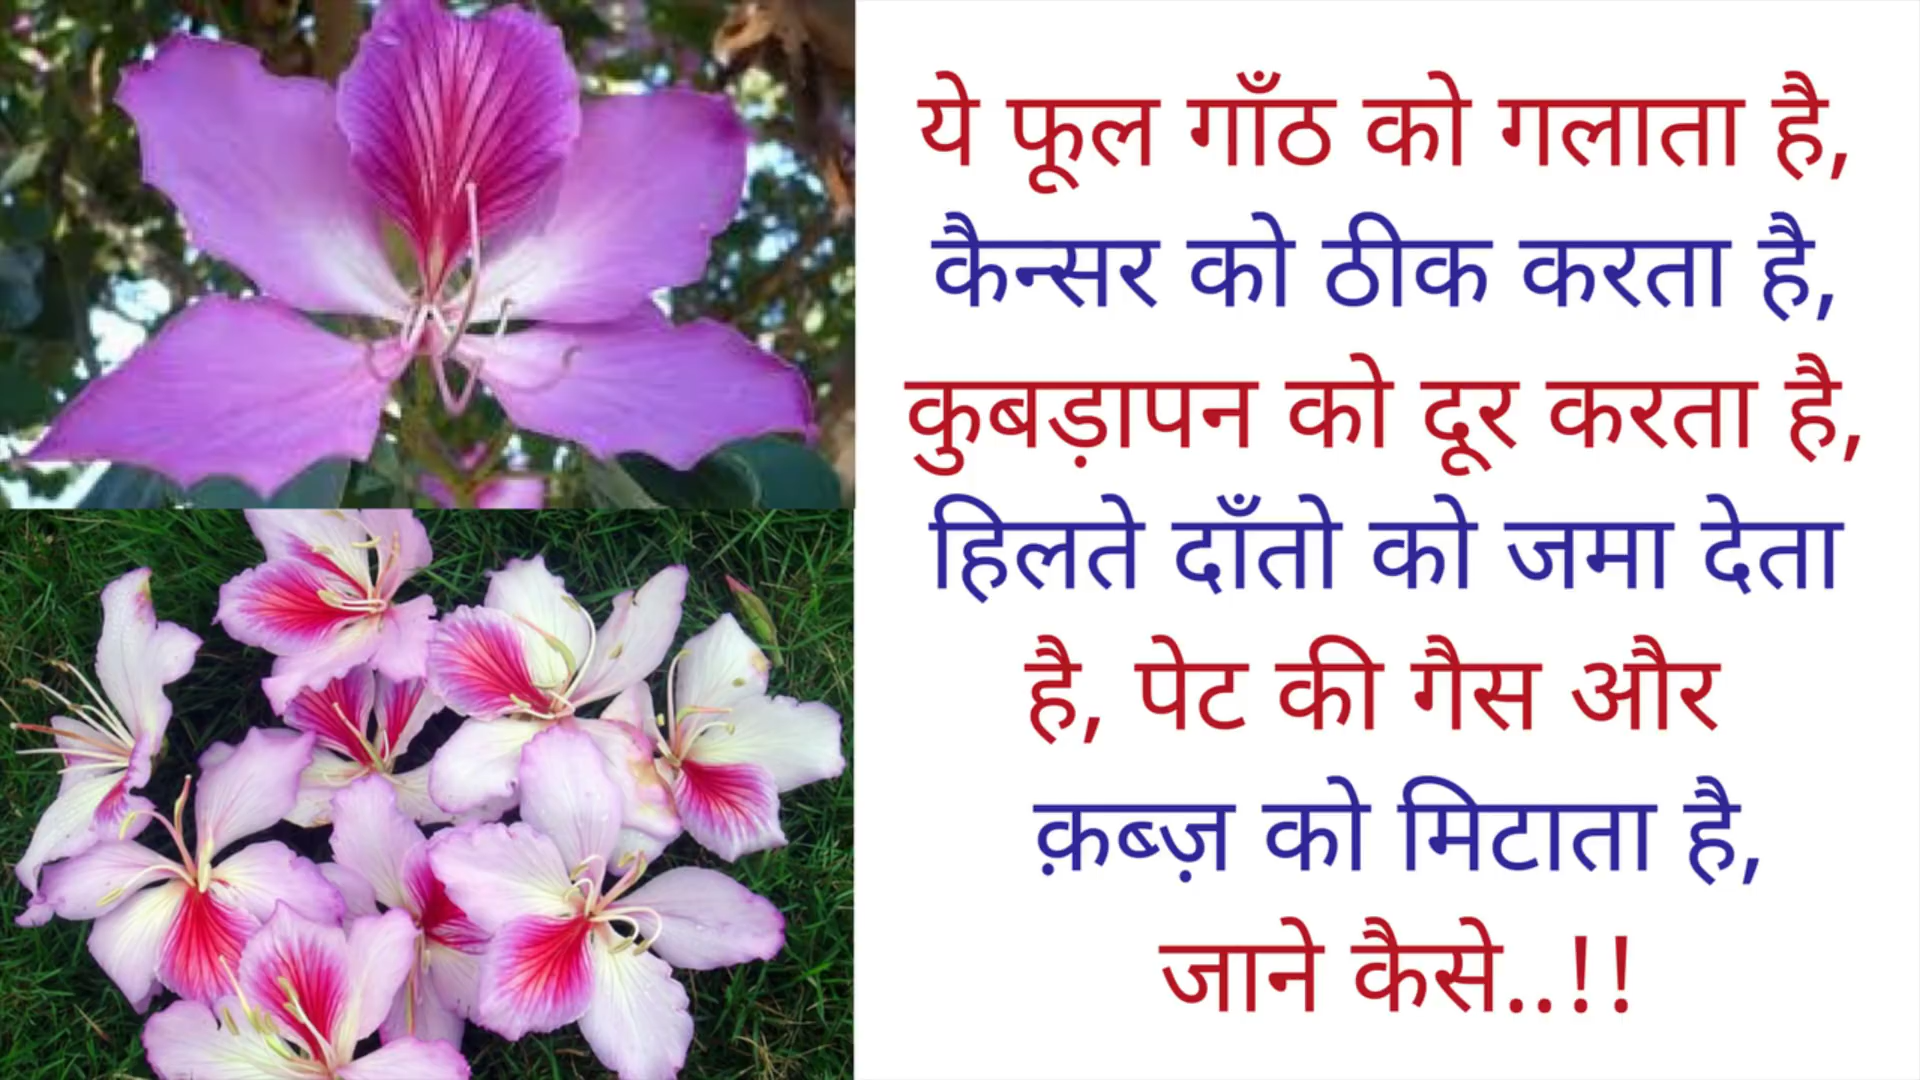 ये फूल गाँठ को गलाता है,
कैन्सर को ठीक करता है,
कुबड़ापन को दूर करता है,
हिलते दाँतो को जमा देता
है, पेट की गैस और
क़ब्ज़ को मिटाता है,
जाने कैसे..!!